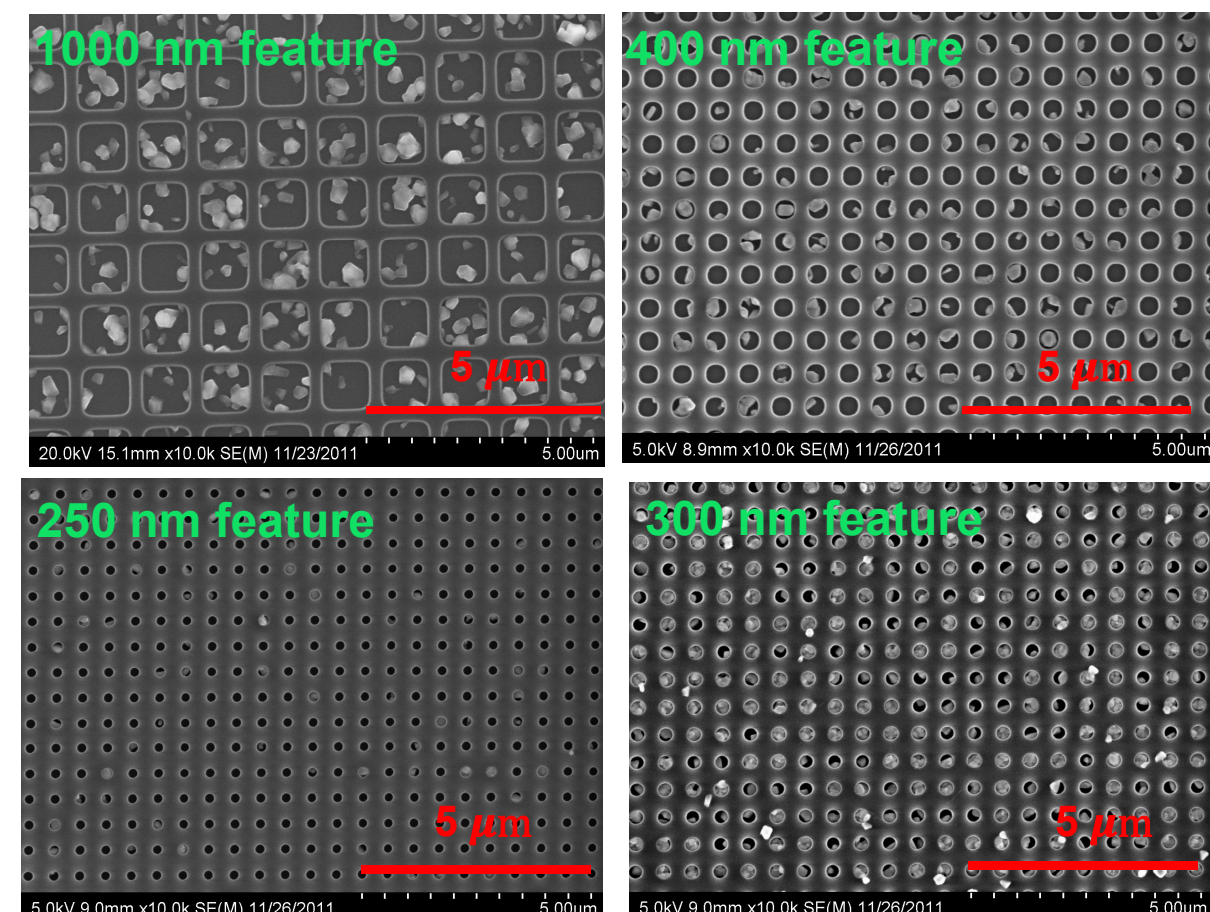 1000 nm feature
5 μm
20.0kV 15.1mm x10.0k SE(M) 11/23/2011
5.00um
400 nm feature
5 μm
5.0kV 8.9mm x10.0k SE(M) 11/26/2011
5.00um
250 nm feature
5 μm
5.0kV 9.0mm x10.0k SE(M) 11/26/2011
5.00um
300 nm feature
5 μm
5.0kV 9.0mm x10.0k SE(M) 11/26/2011
5.00um